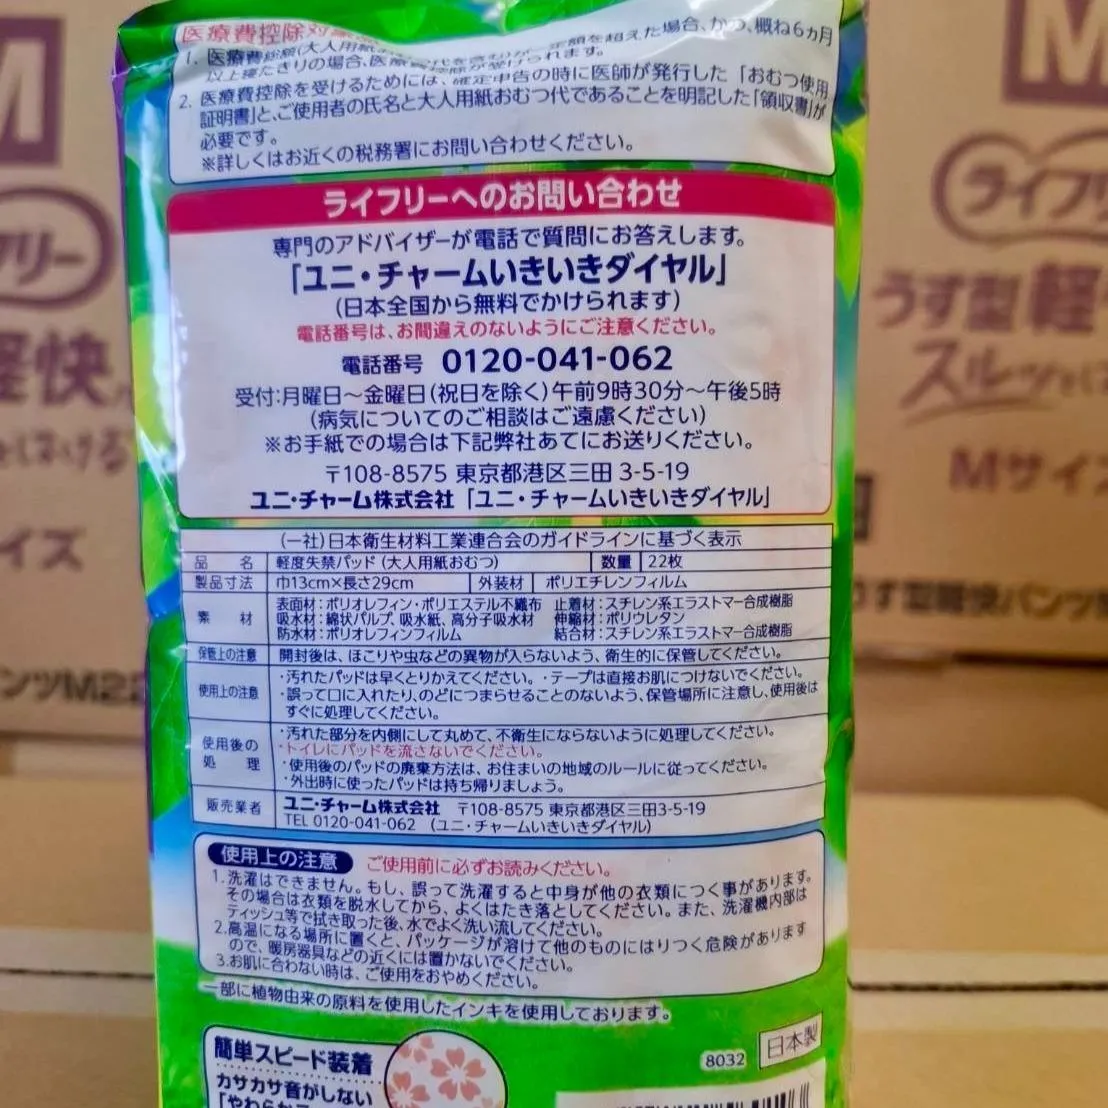 医療費控除対象
1. 医療費総額(大人用紙おむつ代を含む)が一定額を超えた場合、かつ、概ね6ヵ月
以上寝たきりの場合、医療費控除が受けられます。
2. 医療費控除を受けるためには、確定申告の時に医師が発行した「おむつ使用
証明書」と、ご使用者の氏名と大人用紙おむつ代であることを明記した「領収書」が
必要です。
※詳しくはお近くの税務署にお問い合わせください。
ライフリーへのお問い合わせ
専門のアドバイザーが電話で質問にお答えします。
「ユニ・チャームいきいきダイヤル」
(日本全国から無料でかけられます)
電話番号は、お間違えのないようにご注意ください。
電話番号 0120-041-062
受付:月曜日〜金曜日(祝日を除く)午前9時30分〜午後5時
(病気についてのご相談はご遠慮ください)
※お手紙での場合は下記弊社あてにお送りください。
〒108-8575 東京都港区三田 3-5-19
ユニ・チャーム株式会社「ユニ・チャームいきいきダイヤル」
(一社)日本衛生材料工業連合会のガイドラインに基づく表示
品 名 軽度失禁パッド (大人用紙おむつ) 数量 22枚
製品寸法 巾13cm×長さ29cm 外装材 ポリエチレンフィルム
素 材
表面材:ポリオレフィン・ポリエステル不織布 止着材:スチレン系エラストマー合成樹脂
吸水材:綿状パルプ、吸水紙、高分子吸水材 伸縮材:ポリウレタン
防水材:ポリオレフィンフィルム 結合材:スチレン系エラストマー合成樹脂
保管上の注意 開封後は、ほこりや虫などの異物が入らないよう、衛生的に保管してください。
使用上の注意
・汚れたパッドは早くとりかえてください。・テープは直接お肌につけないでください。
・誤って口に入れたり、のどにつまらせることのないよう、保管場所に注意し、使用後は
すぐに処理してください。
使用後の
処 理
・汚れた部分を内側にして丸めて、不衛生にならないように処理してください。
・トイレにパッドを流さないでください。
・使用後のパッドの廃棄方法は、お住まいの地域のルールに従ってください。
・外出時に使ったパッドは持ち帰りましょう。
販売業者 ユニ・チャーム株式会社 〒108-8575 東京都港区三田3-5-19
TEL 0120-041-062 (ユニ・チャームいきいきダイヤル)
使用上の注意 ご使用前に必ずお読みください。
1.洗濯はできません。もし、誤って洗濯すると中身が他の衣類につく事があります。
その場合は衣類を脱水してから、よくはたき落としてください。また、洗濯機内部は
ティッシュ等で拭き取った後、水でよく洗い流してください。
2.高温になる場所に置くと、パッケージが溶けて他のものにはりつく危険があります
ので、暖房器具などの近くには置かないでください。
3.お肌に合わない時は、ご使用をおやめください。
一部に植物由来の原料を使用したインキを使用しております。
簡単スピード装着
カサカサ音がしない
8032
日本製
M
フリー
軽快
イズ
ンツM22
M
ライフリ
うす型軽
スルッとは
Mサイズ
うす型軽快パンツM